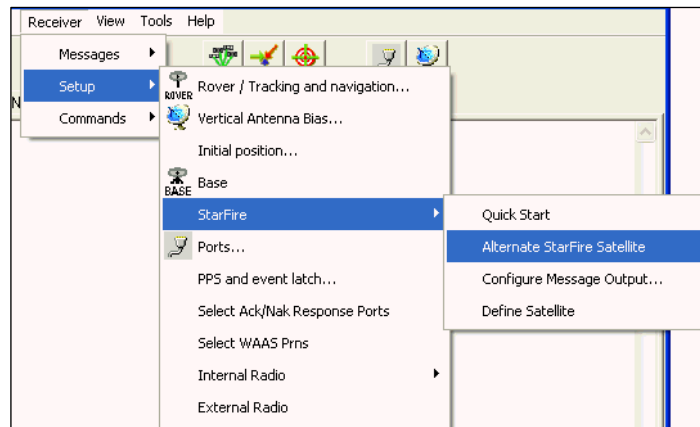 Receiver View Tools Help
Messages
Setup
Commands
N
ROVER Rover / Tracking and navigation...
Vertical Antenna Bias...
Initial position...
BASE Base
StarFire
Ports...
PPS and event latch...
Select Ack/Nak Response Ports
Select WAAS Prns
Internal Radio
External Radio
Quick Start
Alternate StarFire Satellite
Configure Message Output...
Define Satellite